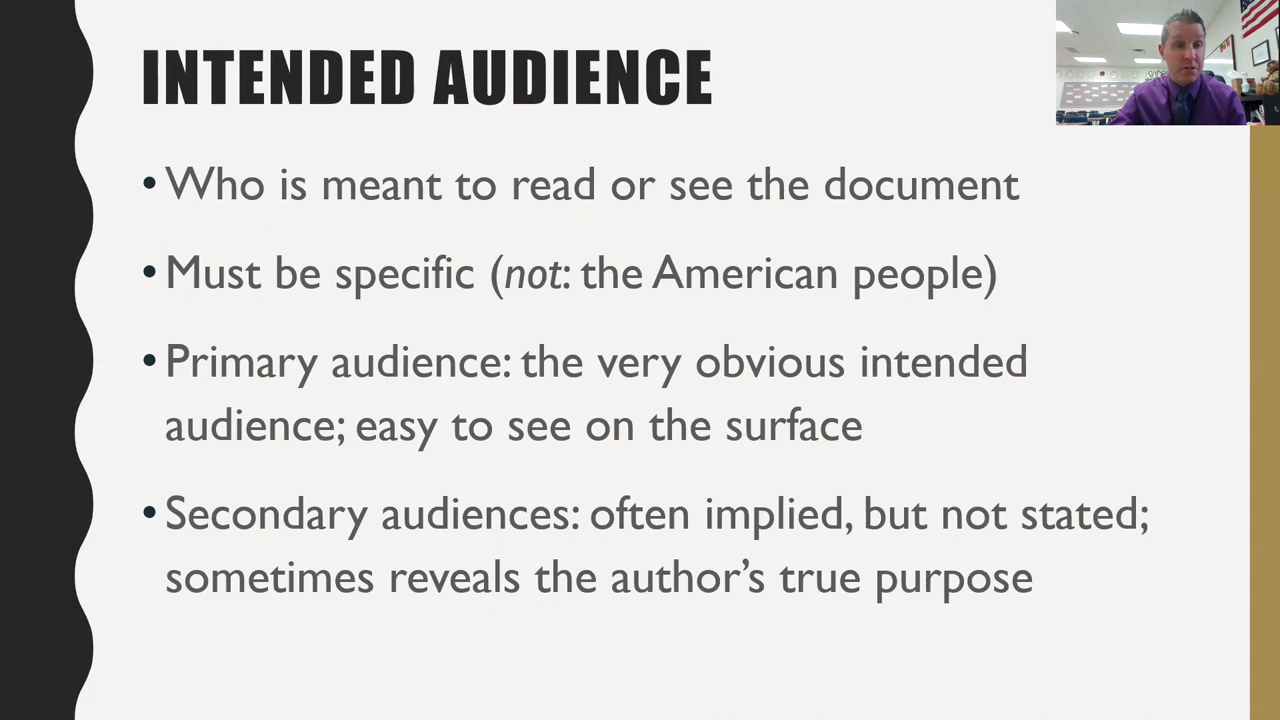 INTENDED AUDIENCE
• Who is meant to read or see the document
• Must be specific (not: the American people)
• Primary audience: the very obvious intended
audience; easy to see on the surface
• Secondary audiences: often implied, but not stated;
sometimes reveals the author’s true purpose